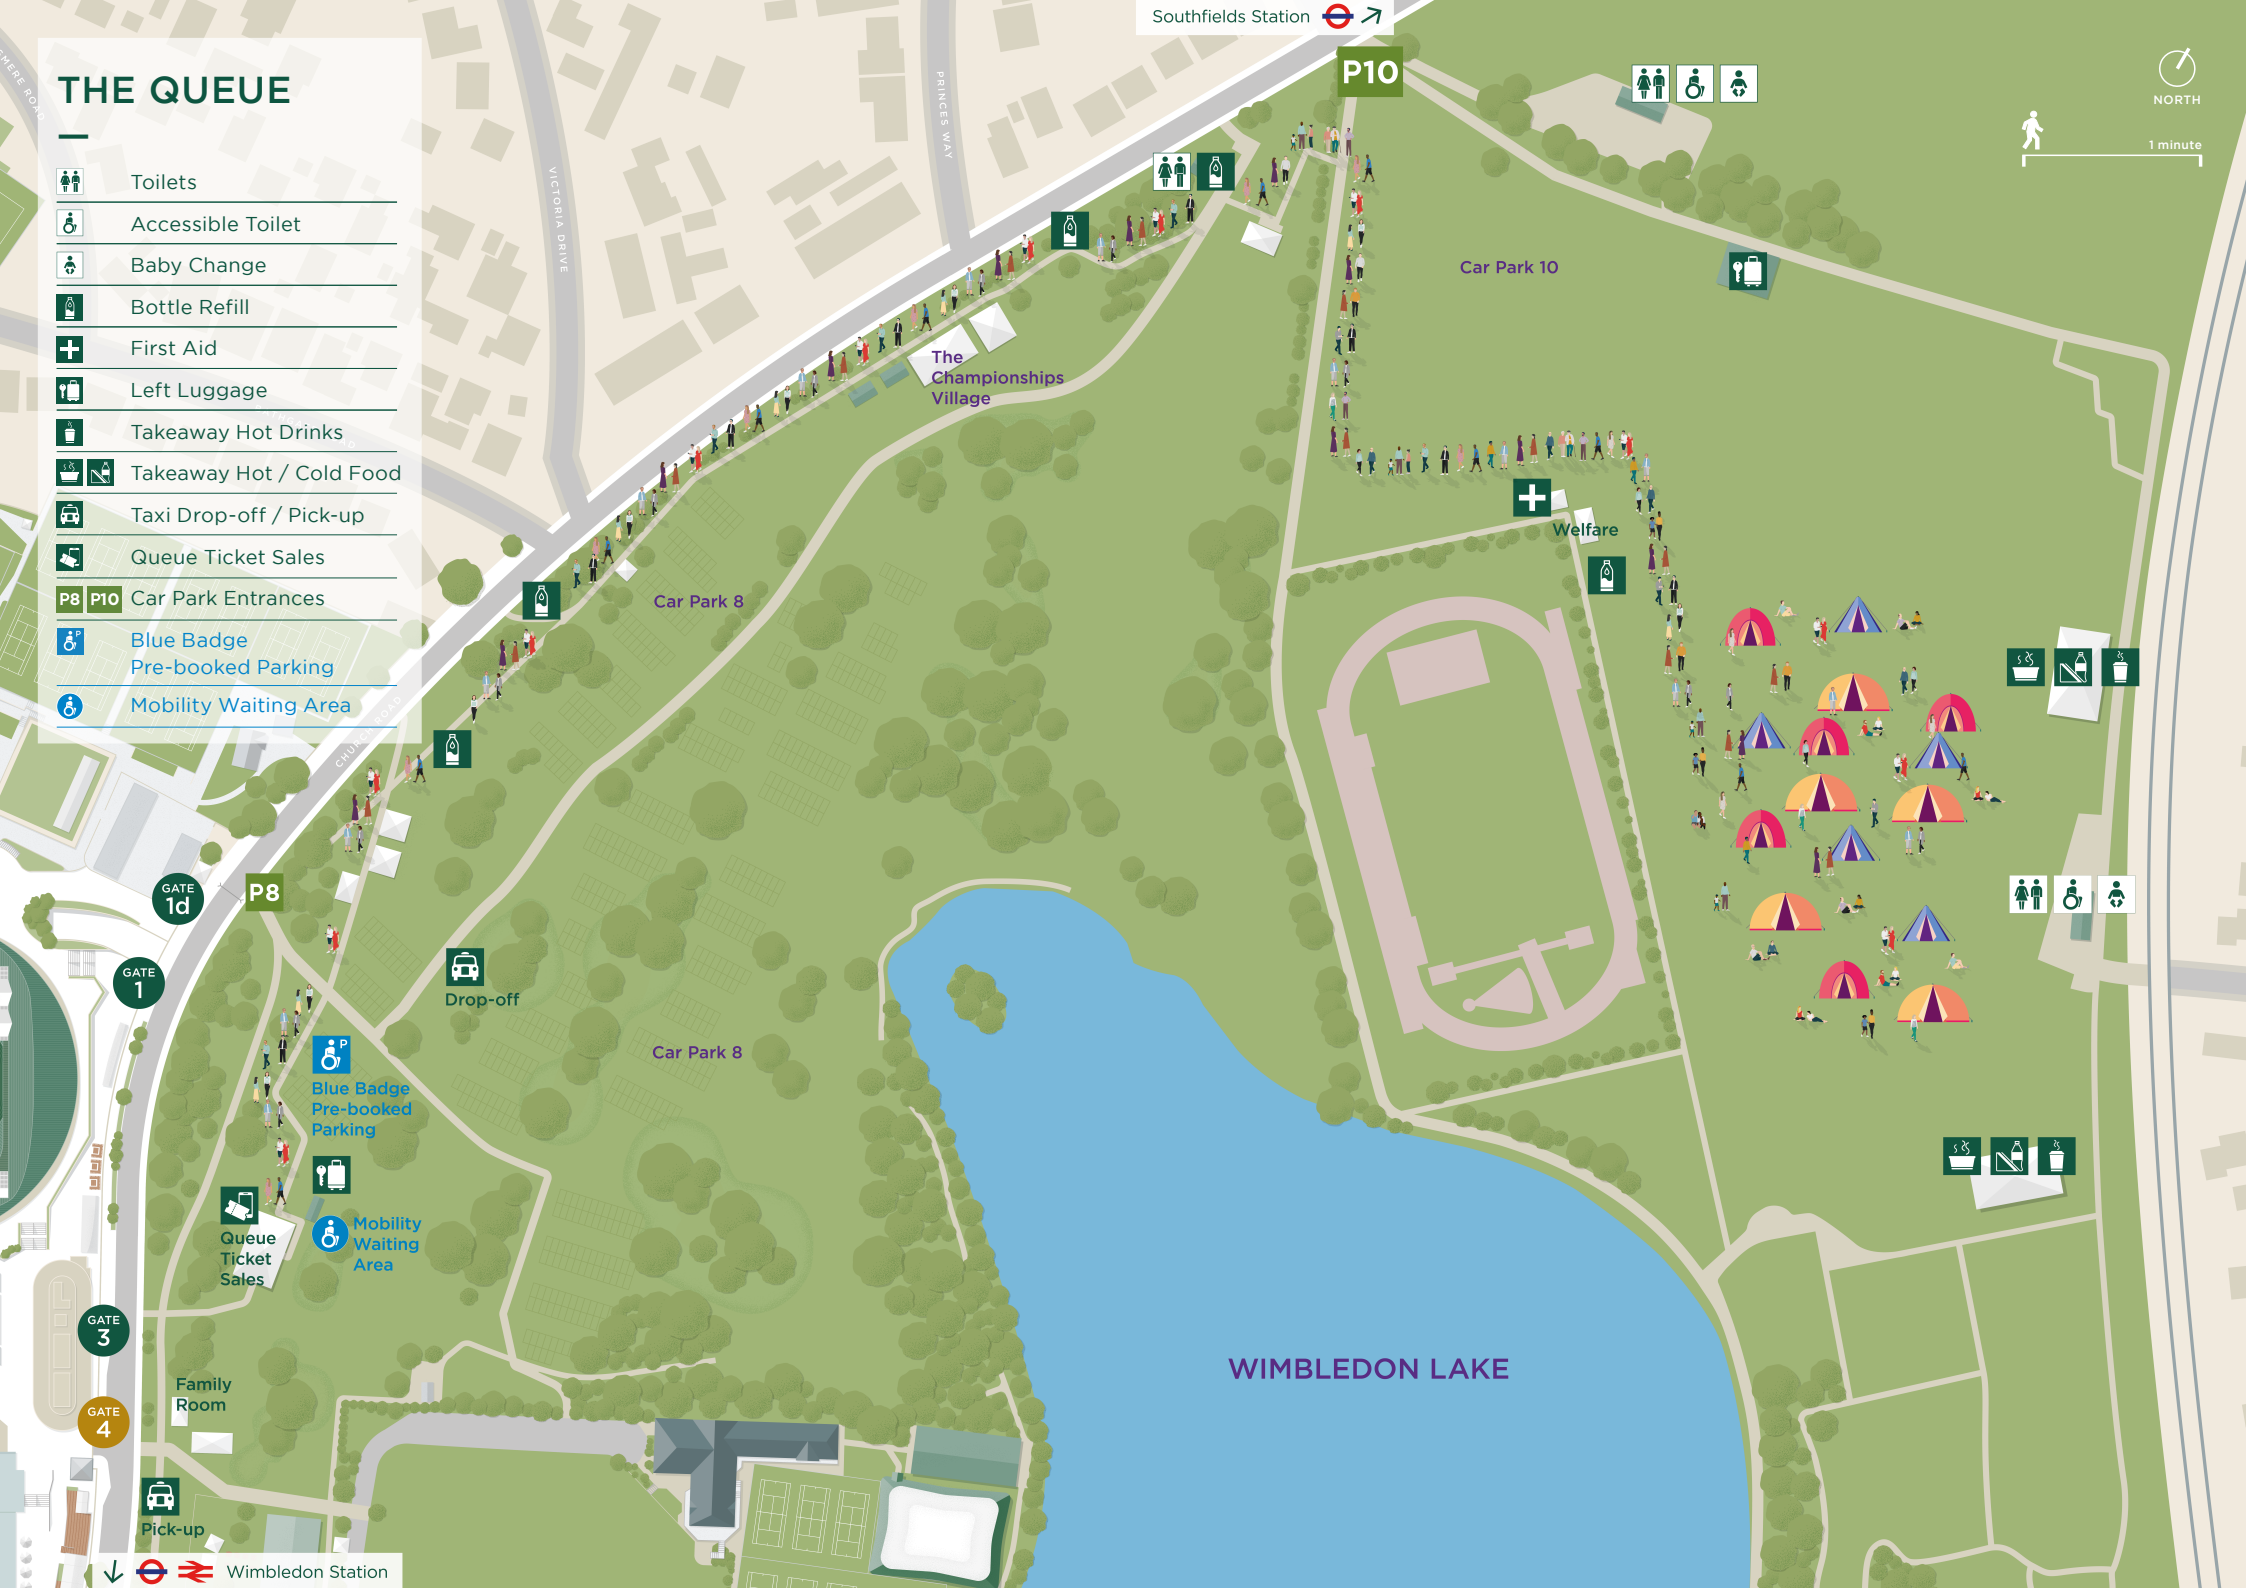 Southfields Station
P10
NORTH
1 minute
THE QUEUE
Toilets
Accessible Toilet
Baby Change
Bottle Refill
First Aid
Left Luggage
Takeaway Hot Drinks
Takeaway Hot / Cold Food
Taxi Drop-off / Pick-up
Queue Ticket Sales
P8 P10 Car Park Entrances
P
Blue Badge
Pre-booked Parking
Mobility Waiting Area
VICTORIA DRIVE
PRINCES WAY
CHURCH ROAD
Car Park 10
The
Championships
Village
Welfare
Car Park 8
GATE
1d
P8
GATE
1
Drop-off
P
Blue Badge
Pre-booked
Parking
Car Park 8
Queue
Ticket
Sales
Mobility
Waiting
Area
GATE
3
Family
Room
GATE
4
WIMBLEDON LAKE
Pick-up
Wimbledon Station